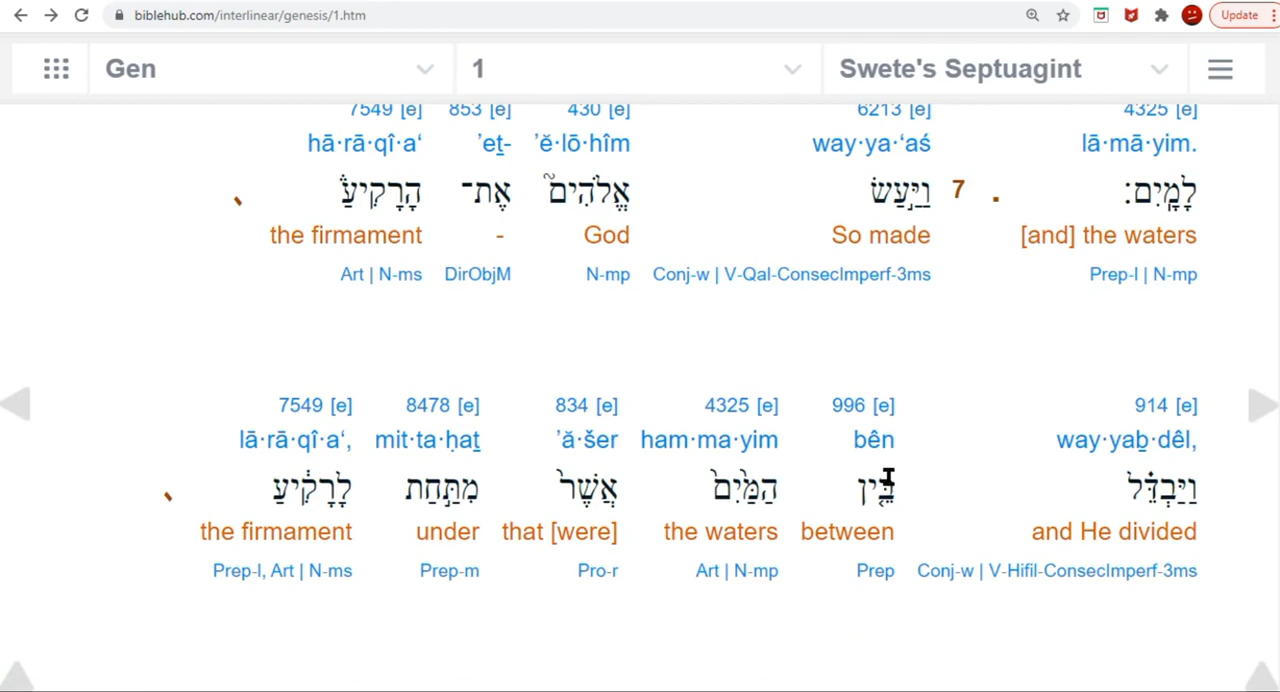 biblehub.com/interlinear/genesis/1.htm Update
Gen 1 Swete's Septuagint
7549 [e] 853 [e] 430 [e] 6213 [e] 4325 [e]
hā·rā·qî·a‘ ’eṯ- ’ĕ·lō·hîm way·ya·‘aś lā·mā·yim.
לָמָֽיִם׃ . 7 וַיַּ֣עַשׂ אֱלֹהִים֮ אֶת־ הָרָקִיעַ֒
the firmament - God So made [and] the waters
Art | N-ms DirObjM N-mp Conj-w | V-Qal-ConsecImperf-3ms Prep-l | N-mp
7549 [e] 8478 [e] 834 [e] 4325 [e] 996 [e] 914 [e]
lā·rā·qî·a‘, mit·ta·ḥaṯ ’ă·šer ham·ma·yim bên way·yaḇ·dêl,
וַיַּבְדֵּ֗ל בֵּ֤ין הַמַּ֙יִם֙ אֲשֶׁר֙ מִתַּ֣חַת לָרָקִ֔יעַ
the firmament under that [were] the waters between and He divided
Prep-l, Art | N-ms Prep-m Pro-r Art | N-mp Prep Conj-w | V-Hifil-ConsecImperf-3ms